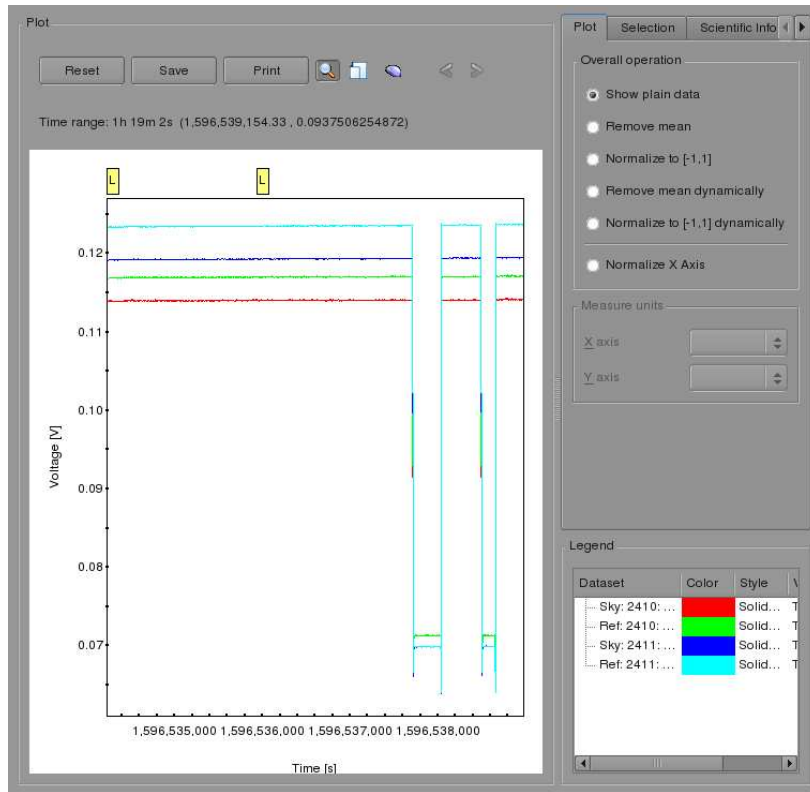 Plot
Reset
Save
Print
Time range: 1h 19m 2s (1,596,539,154.33 , 0.0937506254872)
L
L
0.12
0.11
0.10
0.09
0.08
0.07
Voltage [V]
1,596,535,000 1,596,536,000 1,596,537,000 1,596,538,000
Time [s]
Plot
Selection
Scientific Info
Overall operation
Show plain data
Remove mean
Normalize to [-1,1]
Remove mean dynamically
Normalize to [-1,1] dynamically
Normalize X Axis
Measure units
X axis
Y axis
Legend
Dataset Color Style V
Sky: 2410: ... Solid... T
Ref: 2410: ... Solid... T
Sky: 2411: ... Solid... T
Ref: 2411: ... Solid... T